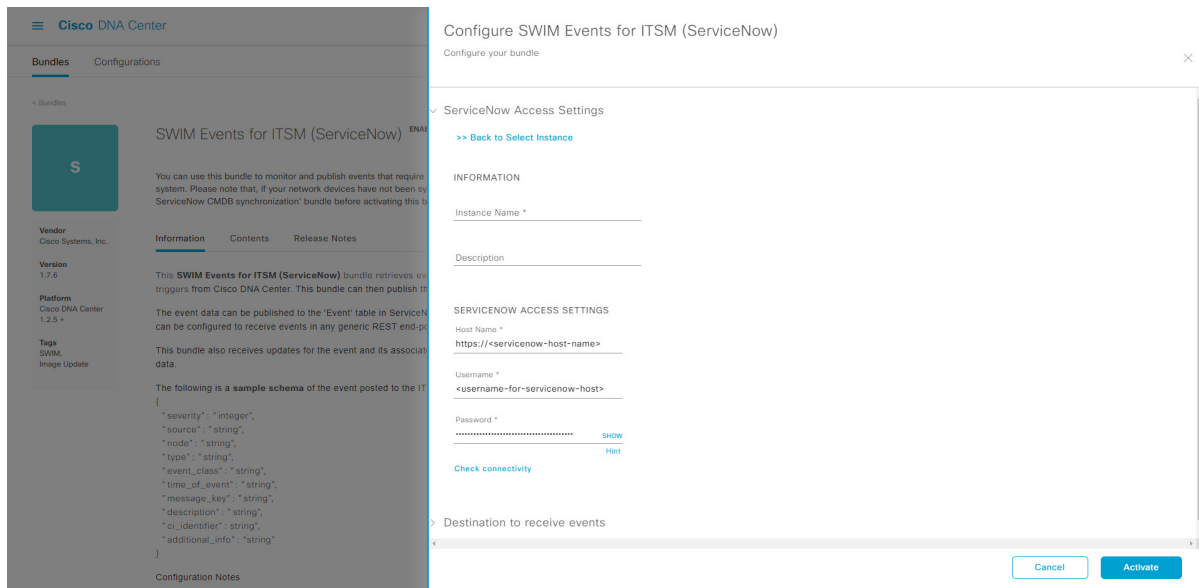 Cisco DNA Center
Bundles Configurations
< Bundles
S
SWIM Events for ITSM (ServiceNow)
You can use this bundle to monitor and publish events that require
system. Please note that, if your network devices have not been
ServiceNow CMDB synchronization' bundle before activating this
Vendor
Cisco Systems, Inc.
Version
1.7.6
Platform
Cisco DNA Center
1.2.5 +
Tags
SWIM,
Image Update
Information Contents Release Notes
This SWIM Events for ITSM (ServiceNow) bundle retrieves
triggers from Cisco DNA Center. This bundle can then publish
The event data can be published to the 'Event' table in
can be configured to receive events in any generic REST
This bundle also receives updates for the event and its
data.
The following is a sample schema of the event posted to the
{
"severity" : "integer",
"source" : "string",
"node" : "string",
"type" : "string",
"event_class" : "string",
"time_of_event" : "string",
"message_key" : "string",
"description" : "string",
"ci_identifier" : string",
"additional_info" : "string"
}
Configuration Notes
Configure SWIM Events for ITSM (ServiceNow)
Configure your bundle
ServiceNow Access Settings
>> Back to Select Instance
INFORMATION
Instance Name *
Description
SERVICENOW ACCESS SETTINGS
Host Name *
https://<servicenow-host-name>
Username *
<username-for-servicenow-host>
Password *
SHOW
Hint
Check connectivity
Destination to receive events
Cancel Activate